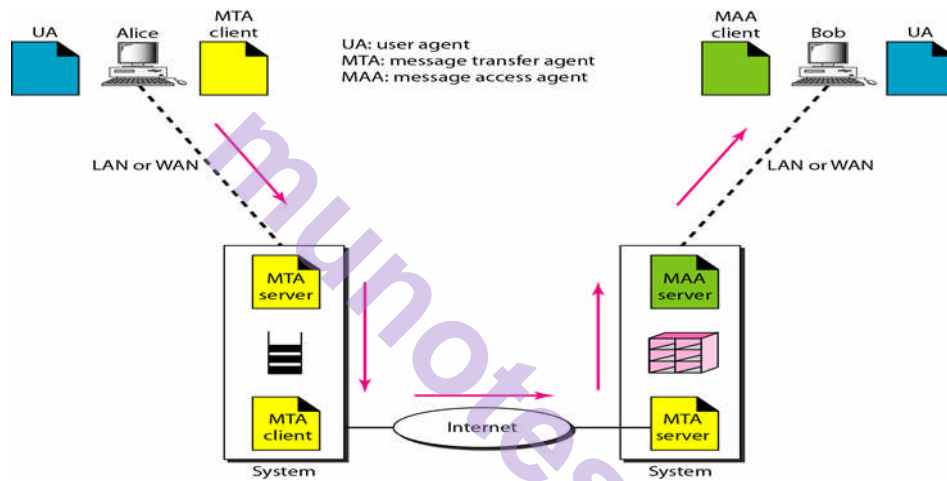 UA
Alice
MTA
client
UA: user agent
MTA: message transfer agent
MAA: message access agent
MAA
client
Bob
UA
LAN or WAN
LAN or WAN
MTA
server
MAA
server
MTA
client
Internet
MTA
server
System
System
munotes